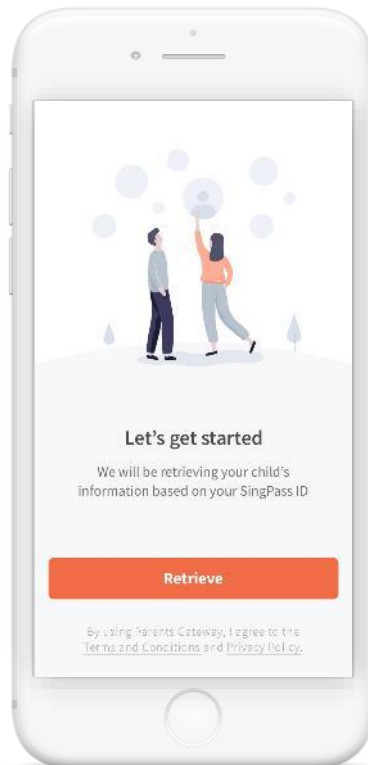 Let's get started
We will be retrieving your child's
information based on your SingPass ID
Retrieve
By using Parents Gateway, I agree to the
Terms and Conditions and Privacy Policy.